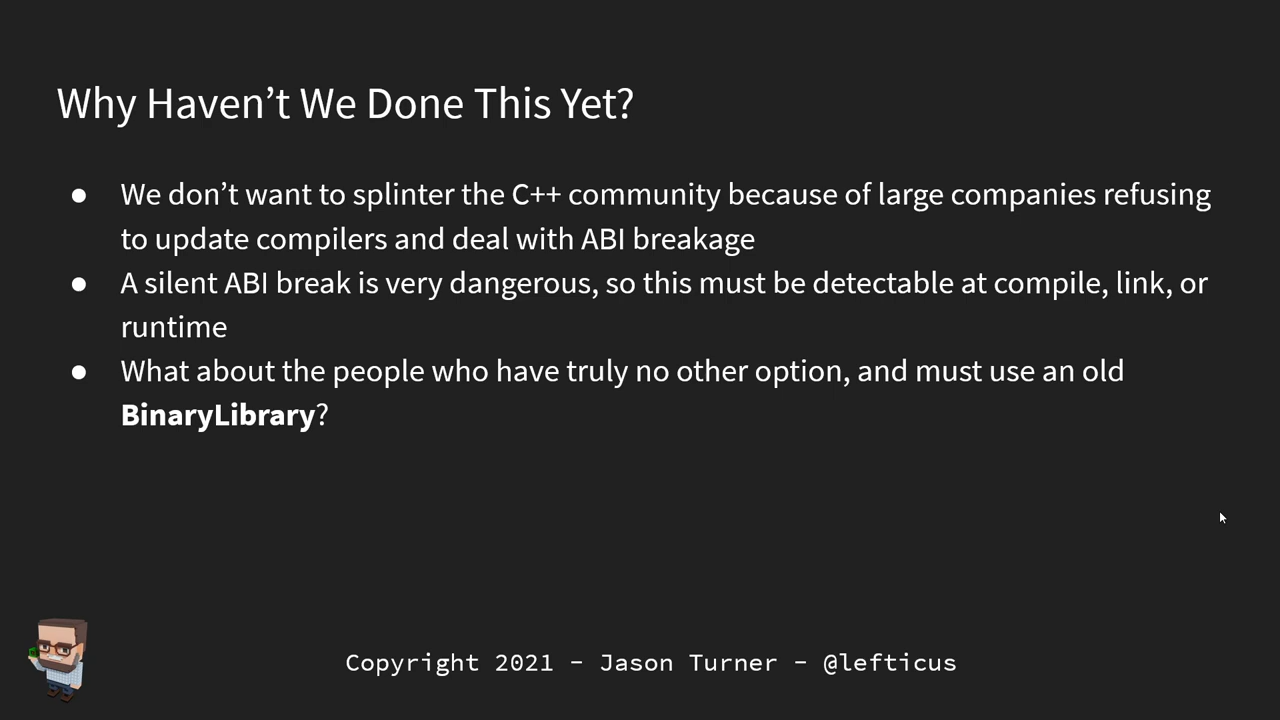 Why Haven’t We Done This Yet?
● We don’t want to splinter the C++ community because of large companies refusing
to update compilers and deal with ABI breakage
● A silent ABI break is very dangerous, so this must be detectable at compile, link, or
runtime
● What about the people who have truly no other option, and must use an old
BinaryLibrary?
Copyright 2021 - Jason Turner - @lefticus